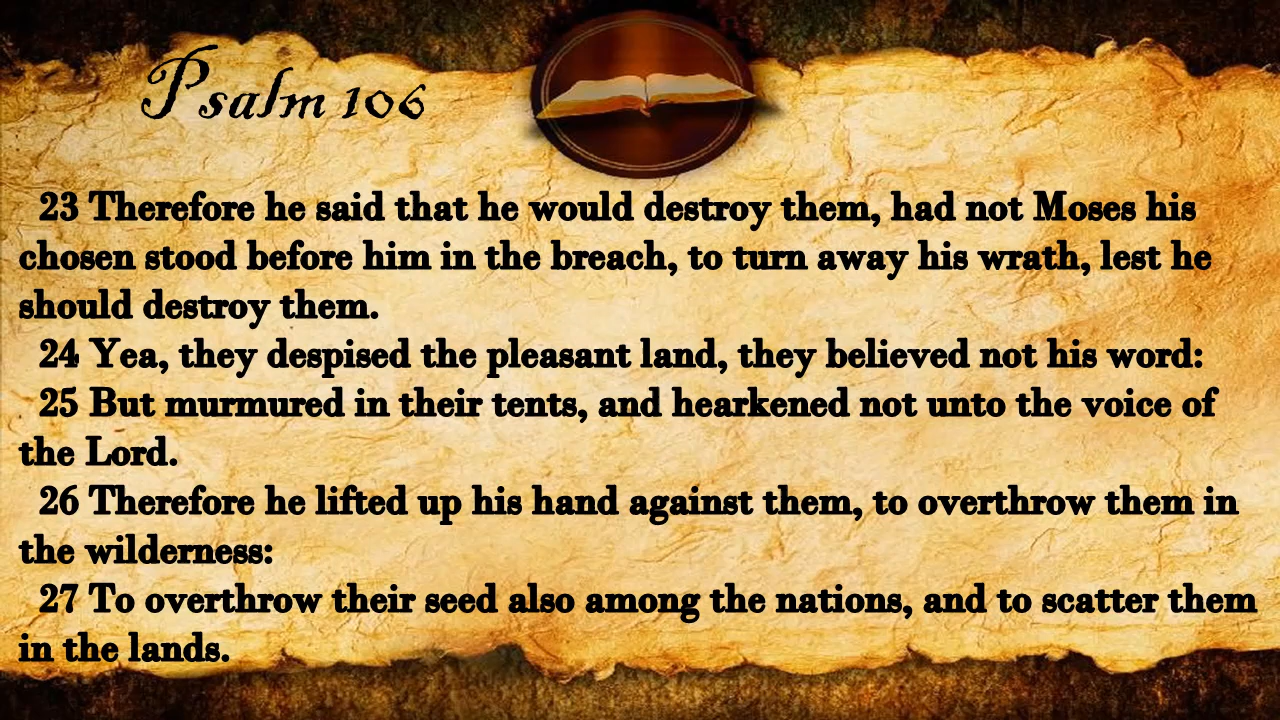 Psalm 106
23 Therefore he said that he would destroy them, had not Moses his
chosen stood before him in the breach, to turn away his wrath, lest he
should destroy them.
24 Yea, they despised the pleasant land, they believed not his word:
25 But murmured in their tents, and hearkened not unto the voice of
the Lord.
26 Therefore he lifted up his hand against them, to overthrow them in
the wilderness:
27 To overthrow their seed also among the nations, and to scatter them
in the lands.